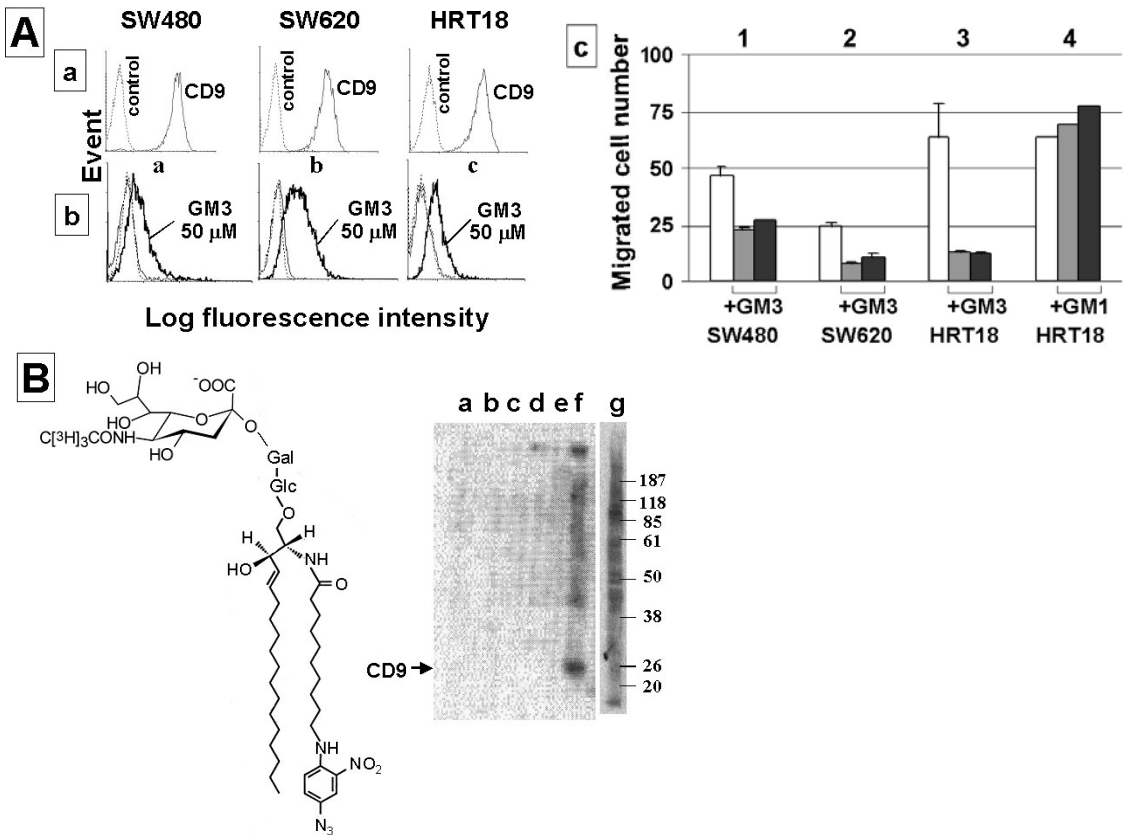 A
SW480 SW620 HRT18
a
control CD9 control CD9 control CD9
Event
a b c
b
GM3 50 μM GM3 50 μM GM3 50 μM
Log fluorescence intensity
c
1 2 3 4
Migrated cell number
100
75
50
25
0
+GM3 +GM3 +GM3 +GM1
SW480 SW620 HRT18 HRT18
B
OH
HO
⁻OOC
HO
O
O
C[³H]₃CONH
HO
Gal
Glc
O
H H
HO
NH
O
NH
NO₂
N₃
a b c d e f g
187
118
85
61
50
38
CD9 26
20